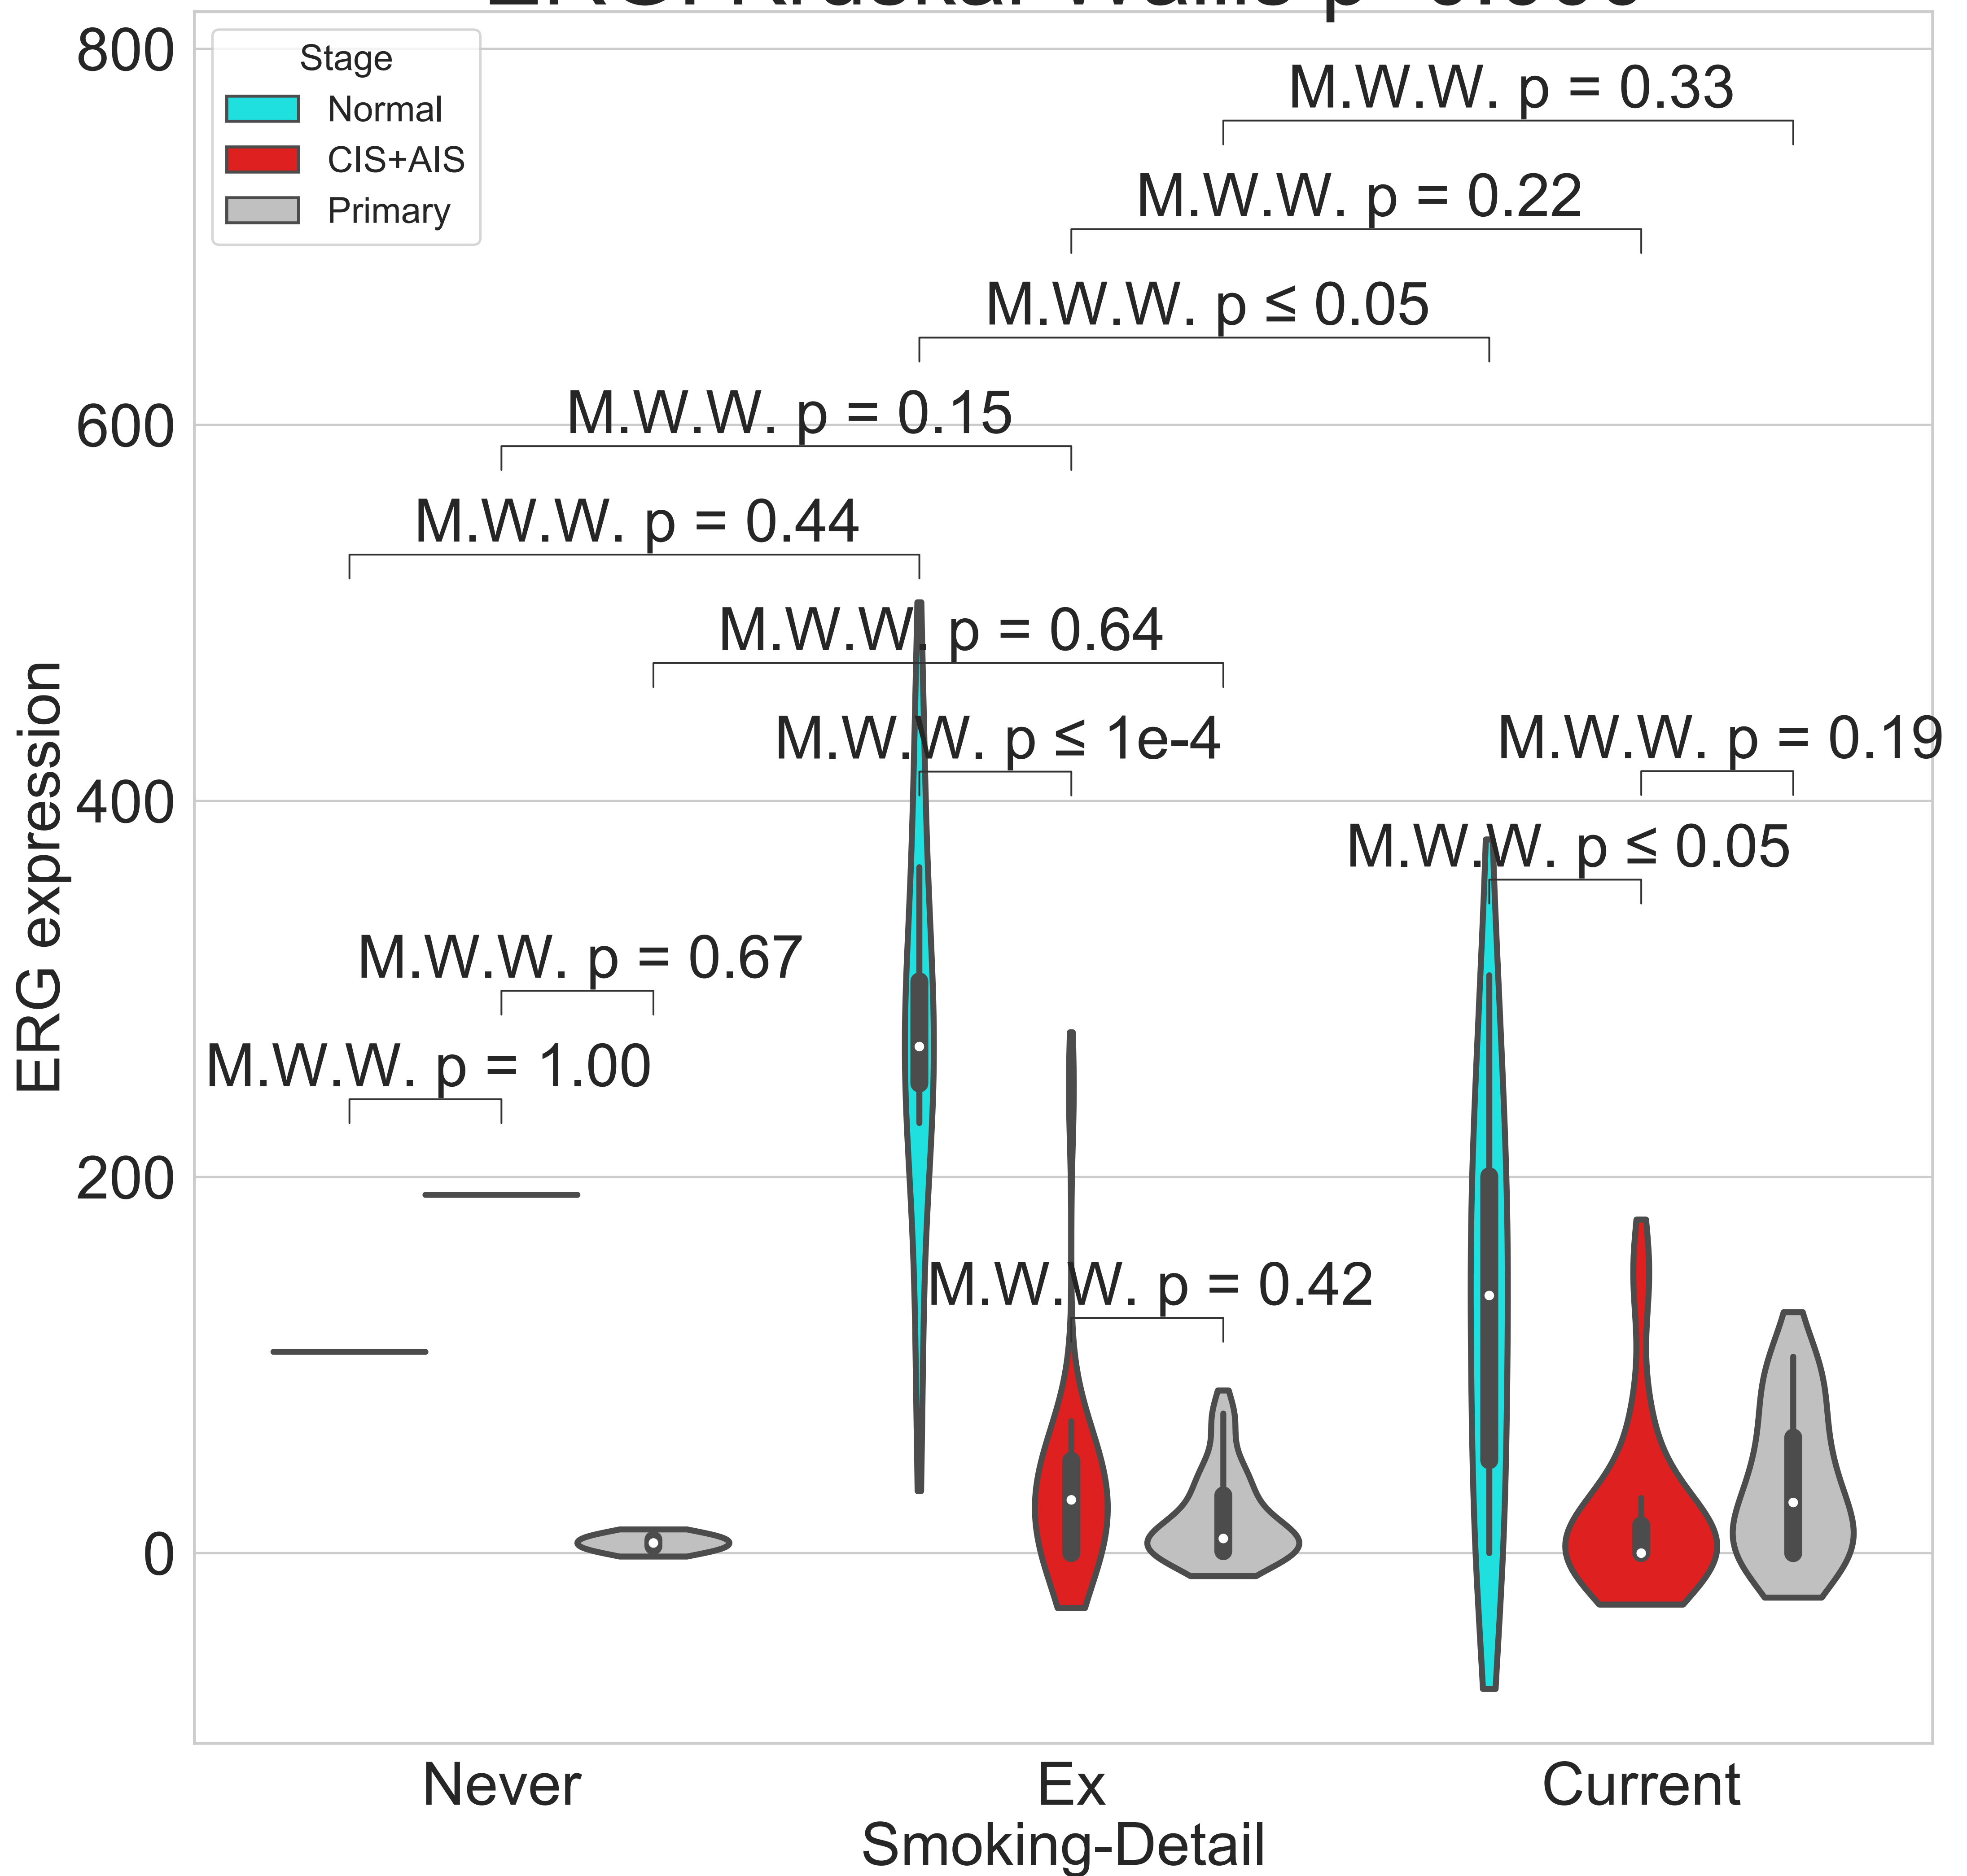 800
Stage
Normal
CIS+AIS
Primary
M.W.W. p = 0.33
M.W.W. p = 0.22
M.W.W. p ≤ 0.05
600
M.W.W. p = 0.15
M.W.W. p = 0.44
M.W.W. p = 0.64
M.W.W. p ≤ 1e-4
M.W.W. p = 0.19
400
M.W.W. p ≤ 0.05
M.W.W. p = 0.67
M.W.W. p = 1.00
ERG expression
200
M.W.W. p = 0.42
0
Never
Ex
Current
Smoking-Detail